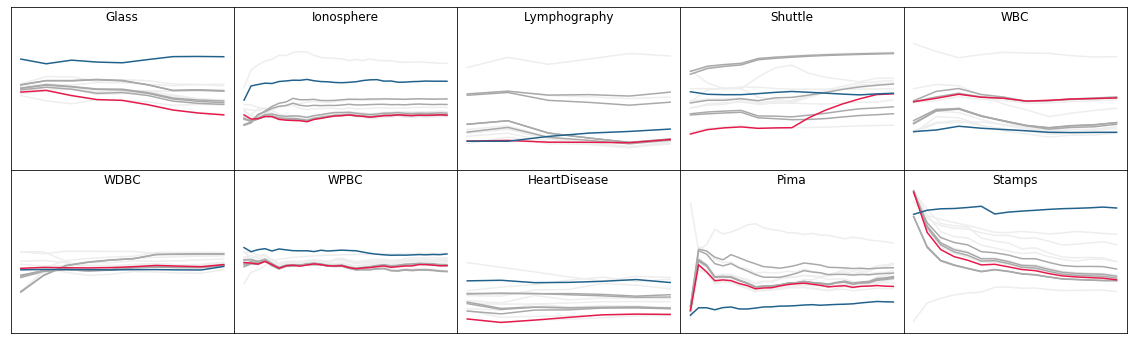 Glass
Ionosphere
Lymphography
Shuttle
WBC
WDBC
WPBC
HeartDisease
Pima
Stamps